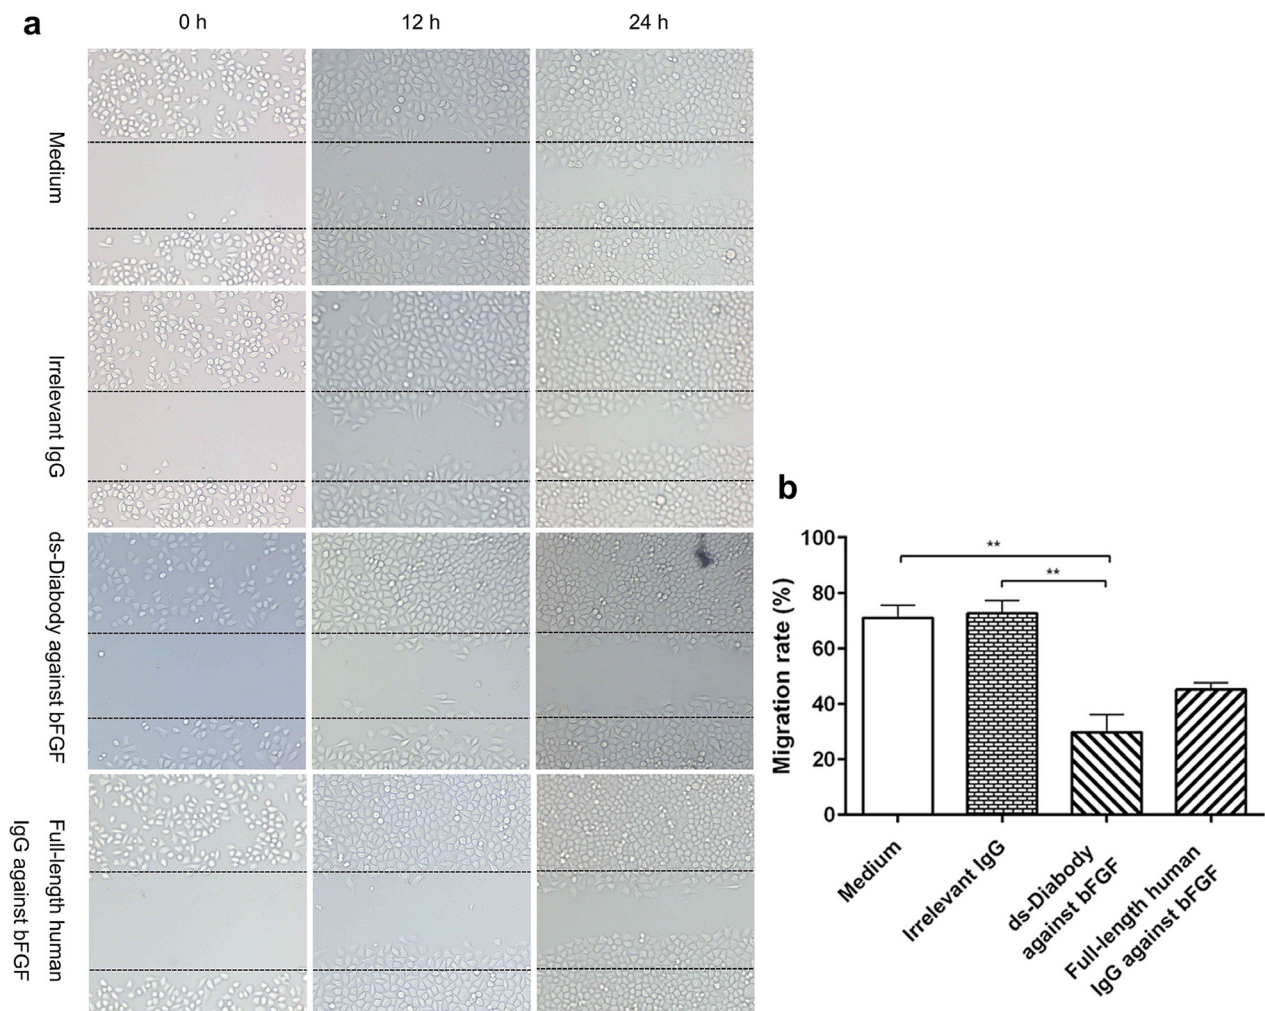 a
0 h
12 h
24 h
Medium
Irrelevant IgG
ds-Diabody against bFGF
Full-length human
IgG against bFGF
b
Migration rate (%)
100
80
60
40
20
0
**
**
Medium
Irrelevant IgG
ds-Diabody
against bFGF
Full-length human
IgG against bFGF